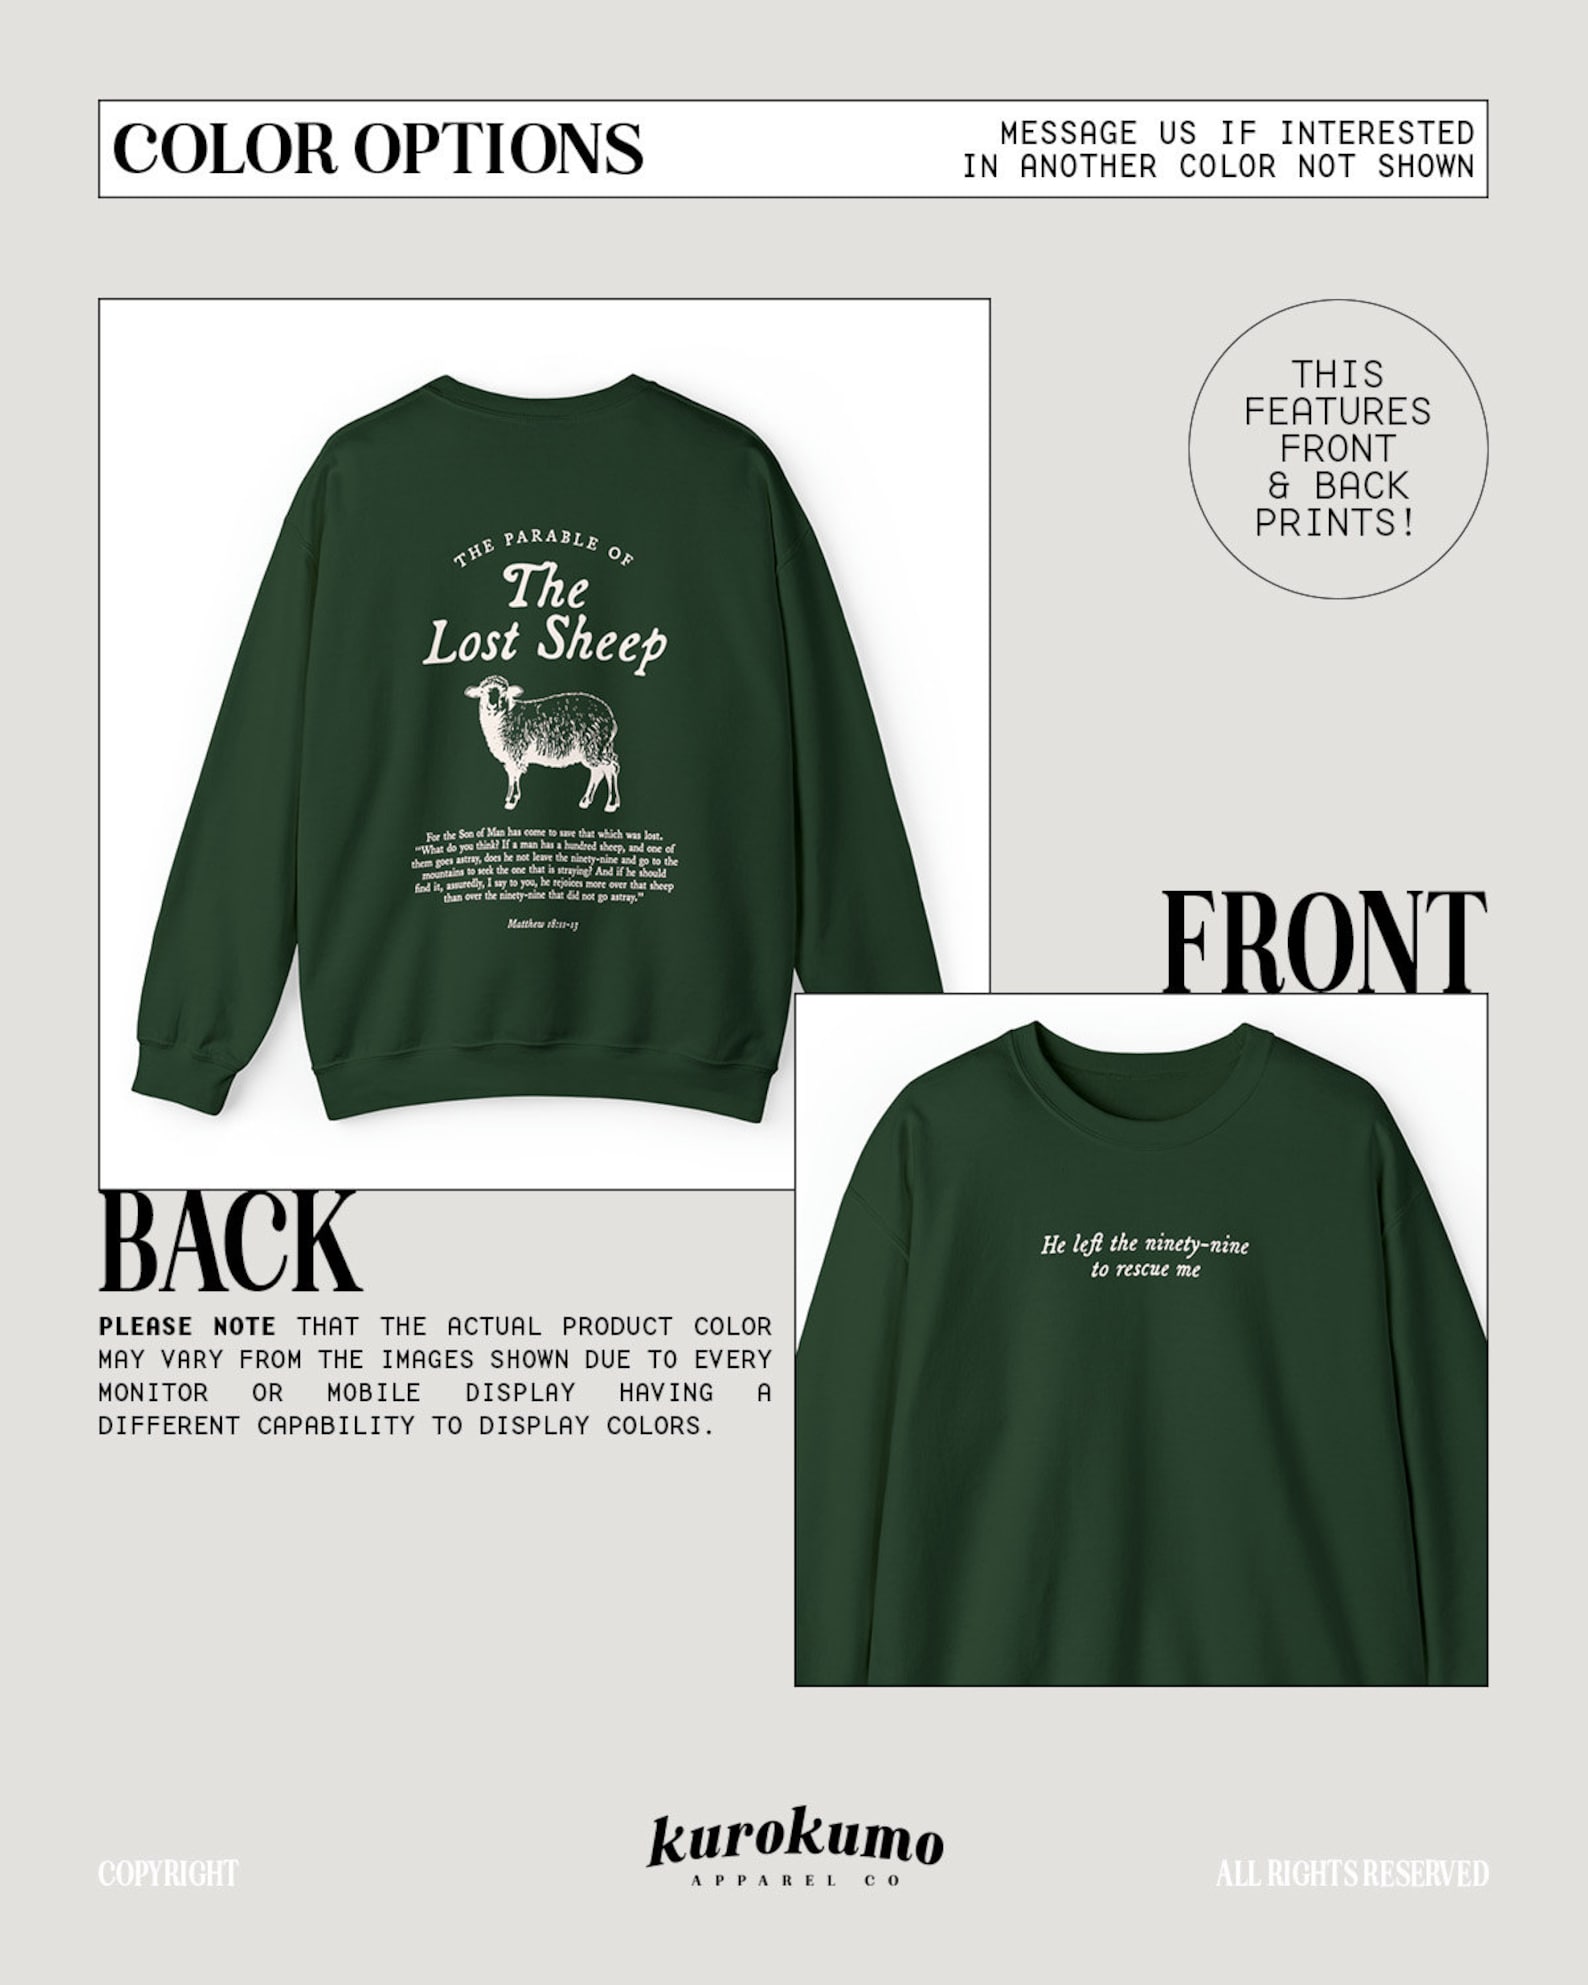 COLOR OPTIONS
MESSAGE US IF INTERESTED
IN ANOTHER COLOR NOT SHOWN
THIS
FEATURES
FRONT
& BACK
PRINTS!
THE PARABLE OF
The
Lost Sheep
For the Son of Man has come to save that which was lost.
“What do you think? If a man has a hundred sheep, and one of
them goes astray, does he not leave the ninety-nine and go to the
mountains to seek the one that is straying? And if he should
find it, assuredly, I say to you, he rejoices more over that sheep
than over the ninety-nine that did not go astray.”
Matthew 18:11-13
FRONT
He left the ninety-nine
to rescue me
BACK
PLEASE NOTE THAT THE ACTUAL PRODUCT COLOR
MAY VARY FROM THE IMAGES SHOWN DUE TO EVERY
MONITOR OR MOBILE DISPLAY HAVING A
DIFFERENT CAPABILITY TO DISPLAY COLORS.
COPYRIGHT
kurokumo
APPAREL CO
ALL RIGHTS RESERVED